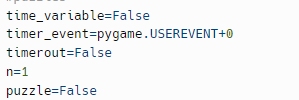 time_variable=False
timer_event=pygame.USEREVENT+0
timerout=False
n=1
puzzle=False